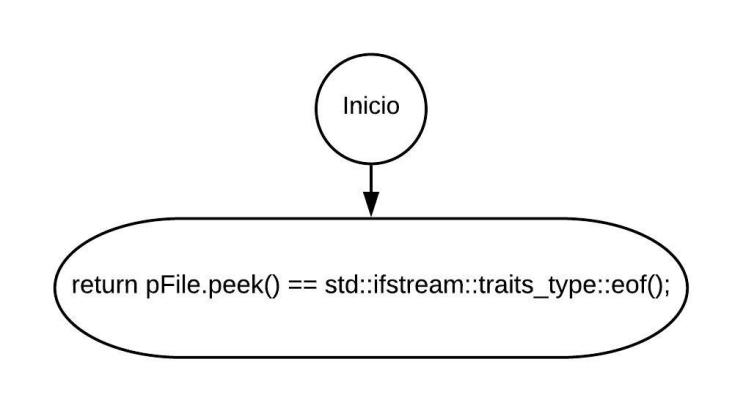 Inicio
return pFile.peek() == std::ifstream::traits_type::eof();